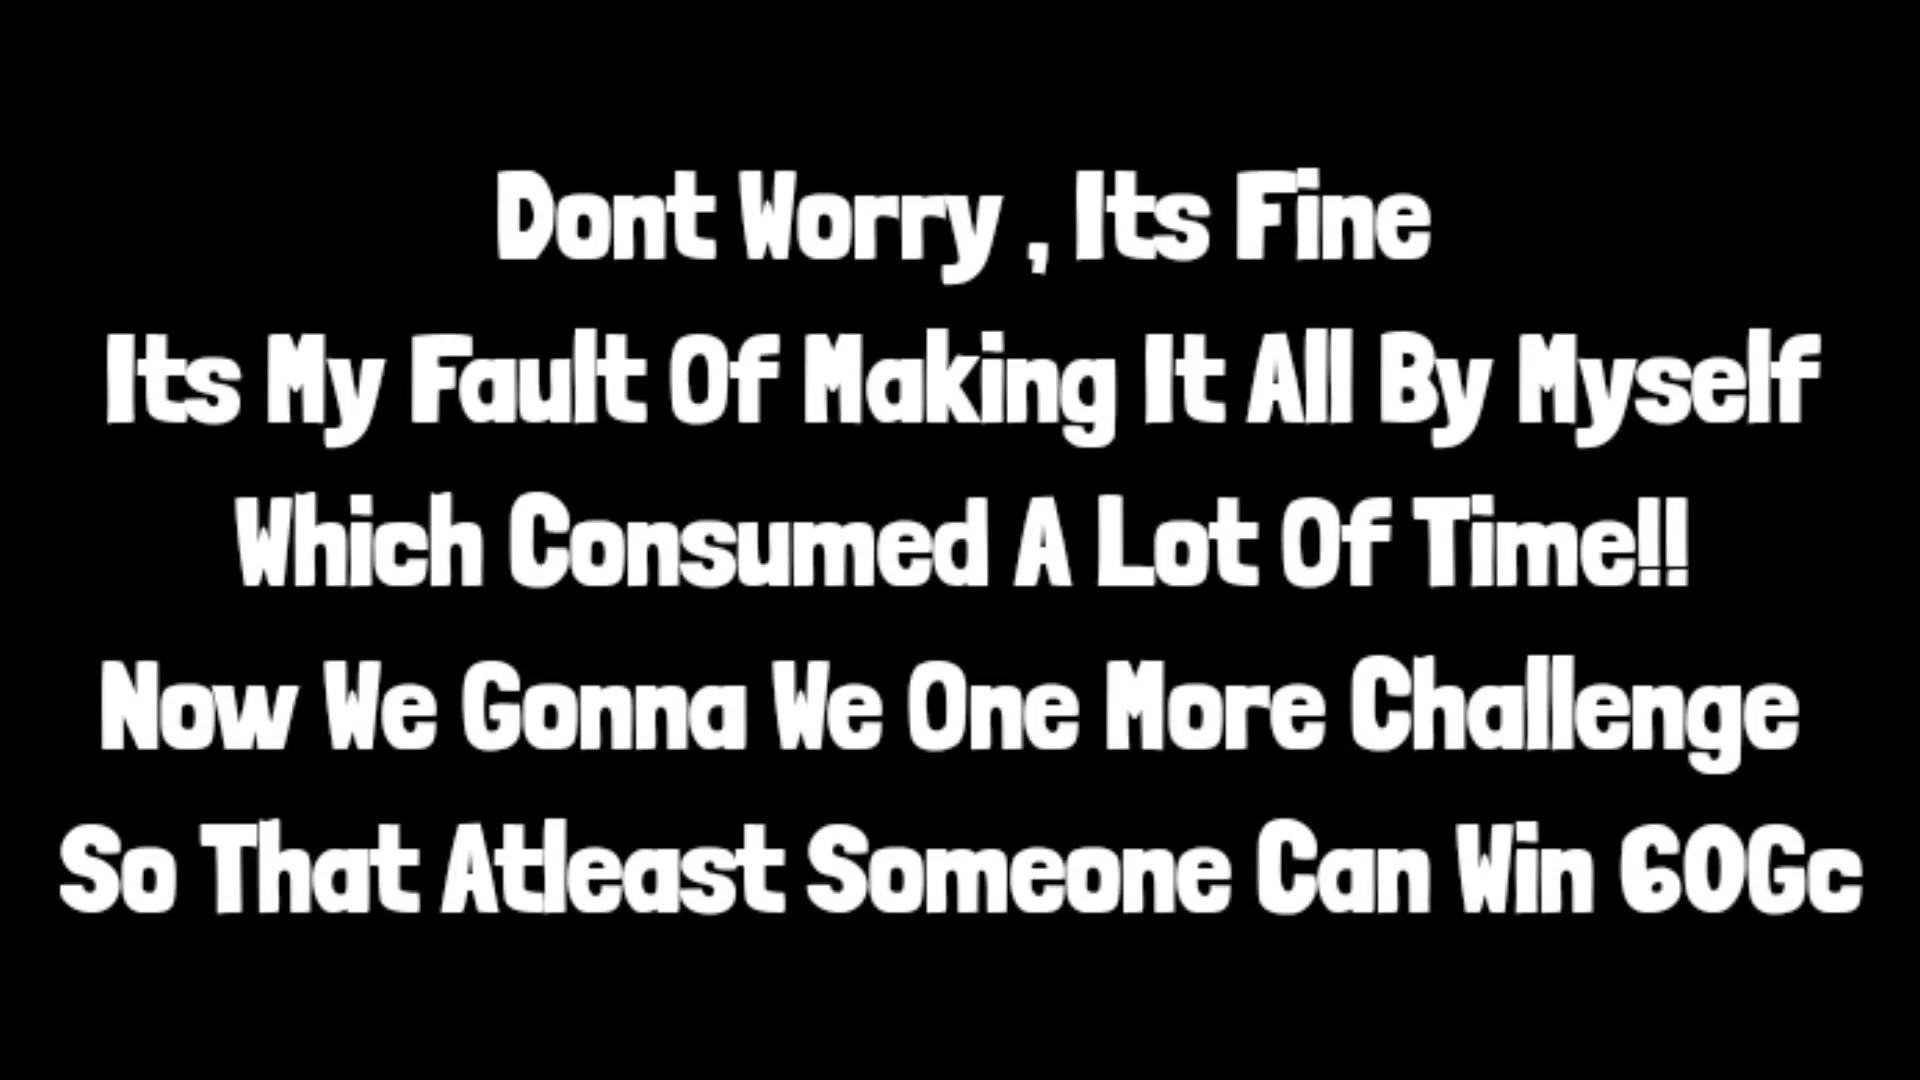 Dont Worry , Its Fine
Its My Fault Of Making It All By Myself
Which Consumed A Lot Of Time!!
Now We Gonna We One More Challenge
So That Atleast Someone Can Win 60Gc